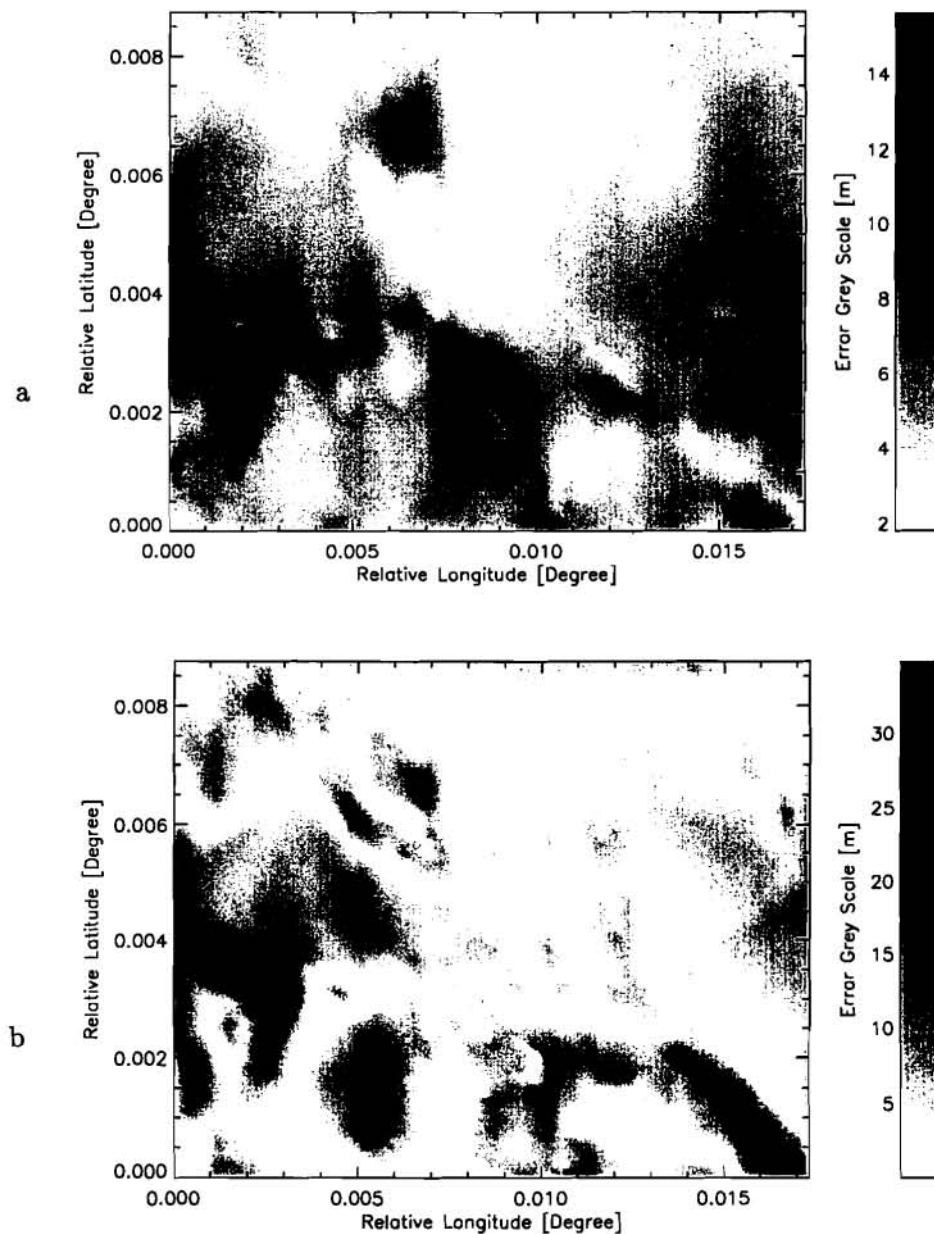 a
Relative Latitude [Degree]
0.008
0.006
0.004
0.002
0.000
0.000 0.005 0.010 0.015
Relative Longitude [Degree]
Error Grey Scale [m]
14
12
10
8
6
4
2
b
Relative Latitude [Degree]
0.008
0.006
0.004
0.002
0.000
0.000 0.005 0.010 0.015
Relative Longitude [Degree]
Error Grey Scale [m]
30
25
20
15
10
5